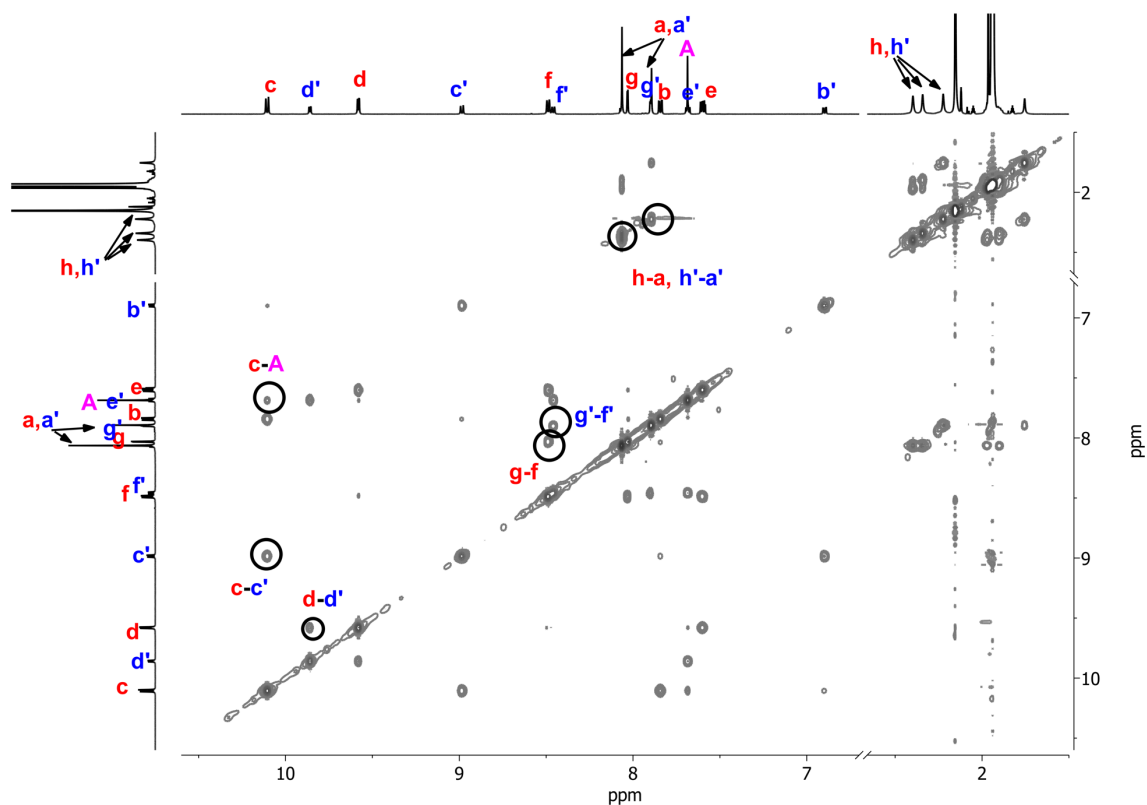 a,a'
A
h,h'
c
d'
d
c'
f
f'
g
g'
b
e'
e
b'
2
h,h'
h-a, h'-a'
b'
7
c-A
e
A e'
b
a,a'
g'
g
g'-f'
8
ppm
g-f
f'
f
c'
9
c-c'
d-d'
d
d'
c
10
10
9
8
7
2
ppm